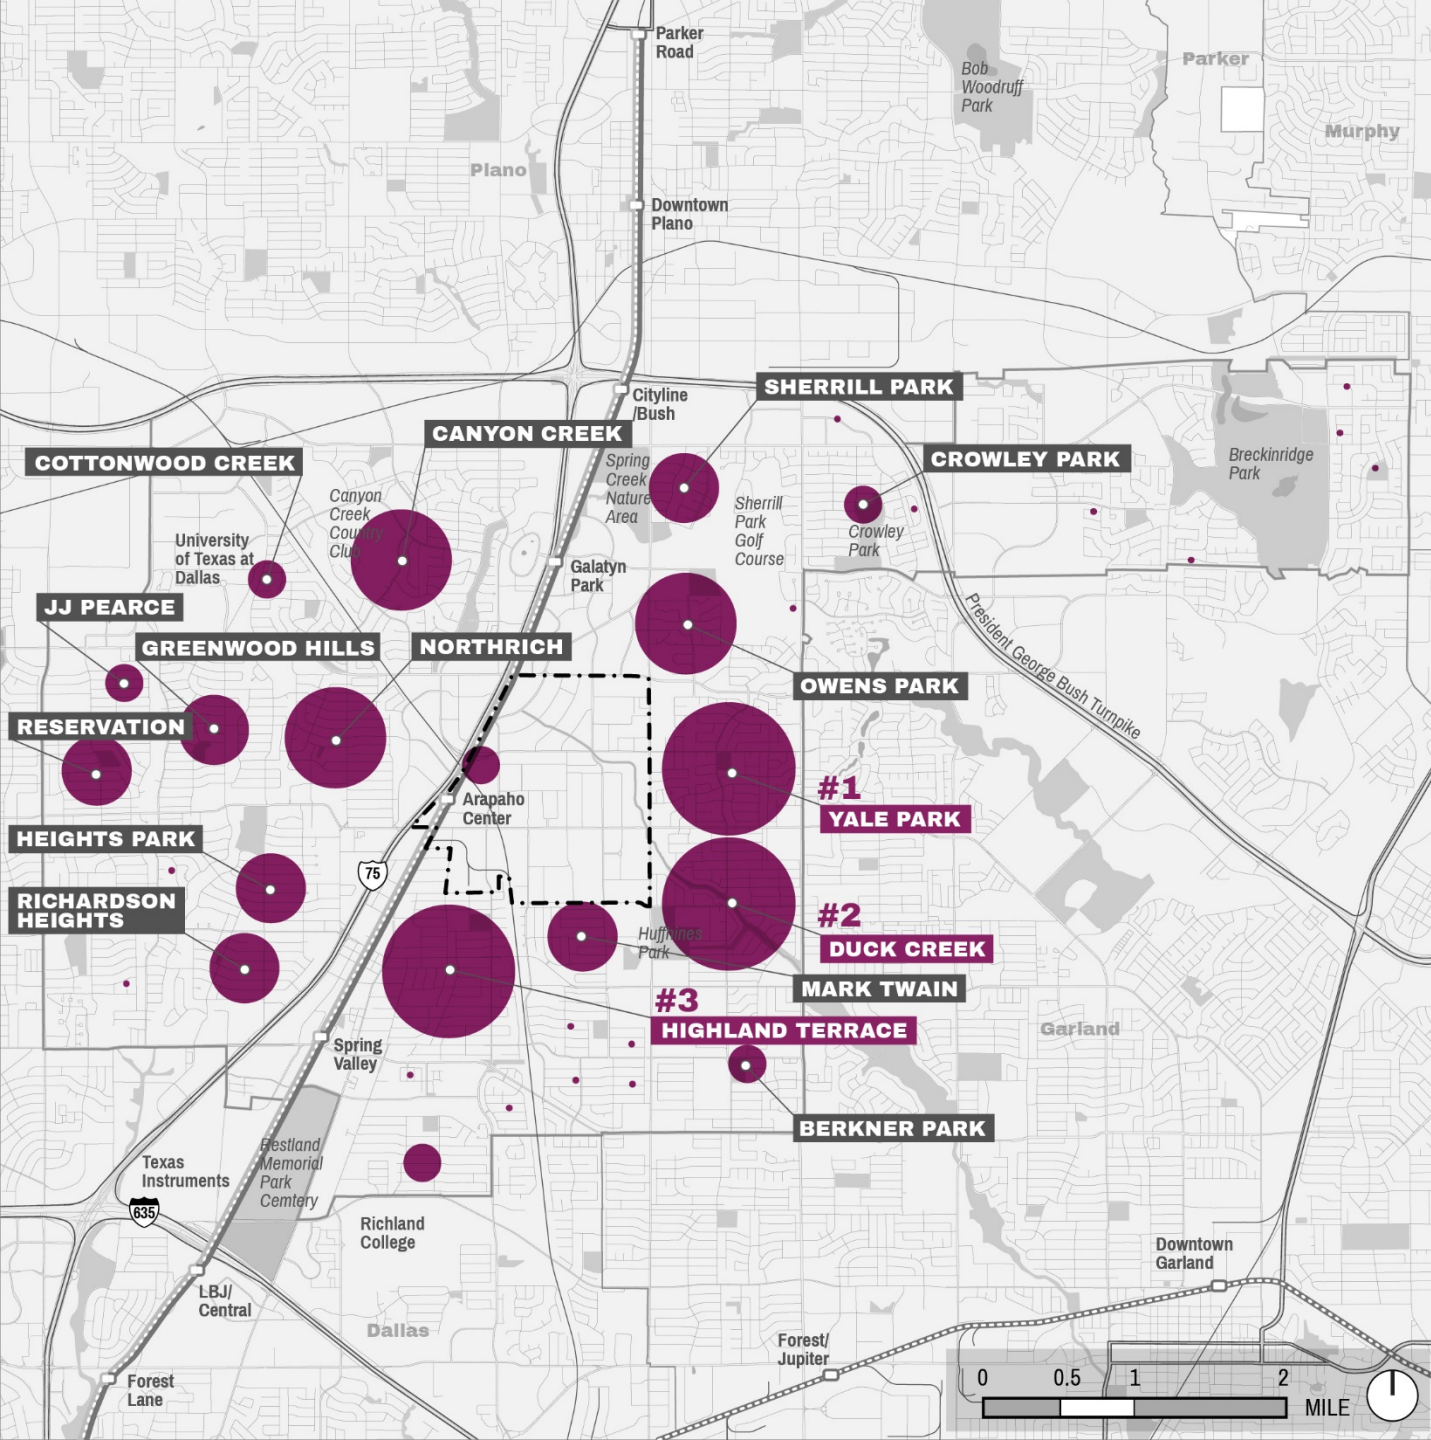 Parker
Road
Bob
Woodruff
Park
Parker
Murphy
Plano
Downtown
Plano
Cityline
/Bush
SHERRILL PARK
CANYON CREEK
COTTONWOOD CREEK
CROWLEY PARK
Spring
Creek
Nature
Area
Canyon
Creek
Country
Club
Sherrill
Park
Golf
Course
Crowley
Park
Breckinridge
Park
University
of Texas at
Dallas
Galatyn
Park
JJ PEARCE
GREENWOOD HILLS
NORTHRICH
President George Bush Turnpike
OWENS PARK
RESERVATION
#1
YALE PARK
Arapaho
Center
HEIGHTS PARK
75
RICHARDSON
HEIGHTS
#2
DUCK CREEK
Huffhines
Park
MARK TWAIN
#3
HIGHLAND TERRACE
Garland
Spring
Valley
BERKNER PARK
Restland
Memorial
Park
Cemtery
Texas
Instruments
635
Richland
College
Downtown
Garland
LBJ/
Central
Dallas
Forest/
Jupiter
Forest
Lane
0 0.5 1 2
MILE